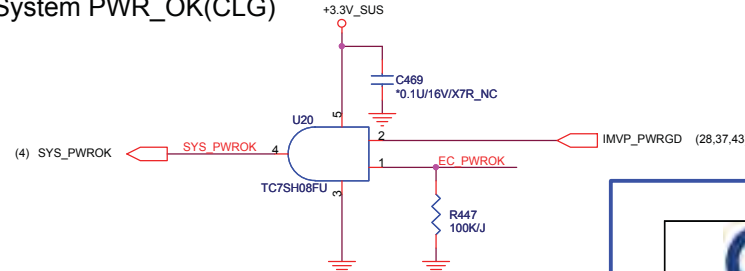 System PWR_OK(CLG)
+3.3V_SUS
C469
*0.1U/16V/X7R_NC
U20
5
(4) SYS_PWROK
SYS_PWROK
4
2
IMVP_PWRGD (28,37,43
1
EC_PWROK
TC7SH08FU
3
R447
100K/J